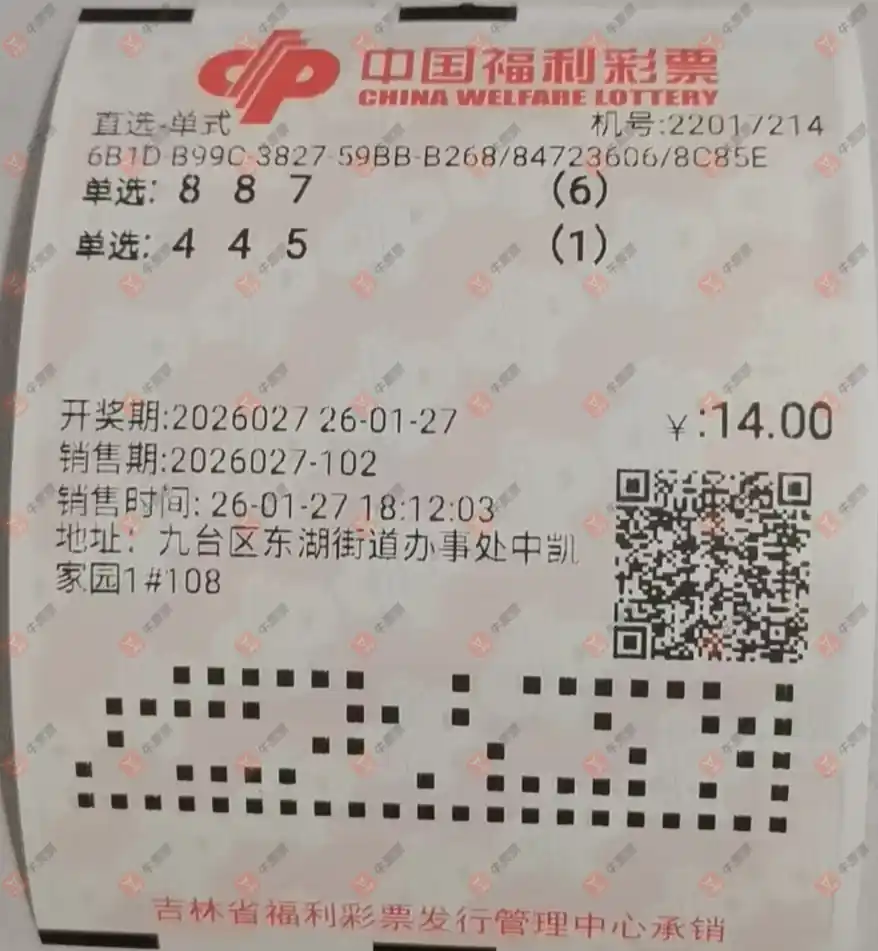 中国福利彩票
CHINA WELFARE LOTTERY
直选-单式 机号:22017214
6B1D-B99C-3827-59BB-B268/84723606/8C85E
单选: 8 8 7 (6)
单选: 4 4 5 (1)
开奖期:2026027 26-01-27 ¥:14.00
销售期:2026027-102
销售时间: 26-01-27 18:12:03
地址: 九台区东湖街道办事处中凯
家园1#108
吉林省福利彩票发行管理中心承销